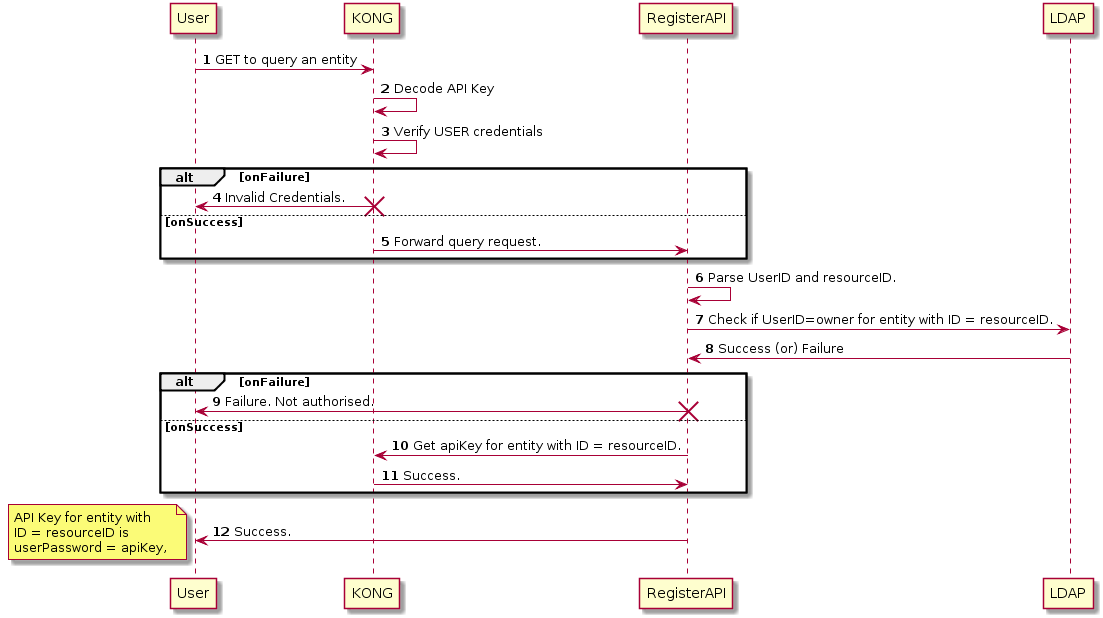 User KONG RegisterAPI LDAP
1 GET to query an entity
2 Decode API Key
3 Verify USER credentials
alt [onFailure]
4 Invalid Credentials.
[onSuccess]
5 Forward query request.
6 Parse UserID and resourceID.
7 Check if UserID=owner for entity with ID = resourceID.
8 Success (or) Failure
alt [onFailure]
9 Failure. Not authorised.
[onSuccess]
10 Get apiKey for entity with ID = resourceID.
11 Success.
API Key for entity with
ID = resourceID is
userPassword = apiKey,
12 Success.
User KONG RegisterAPI LDAP